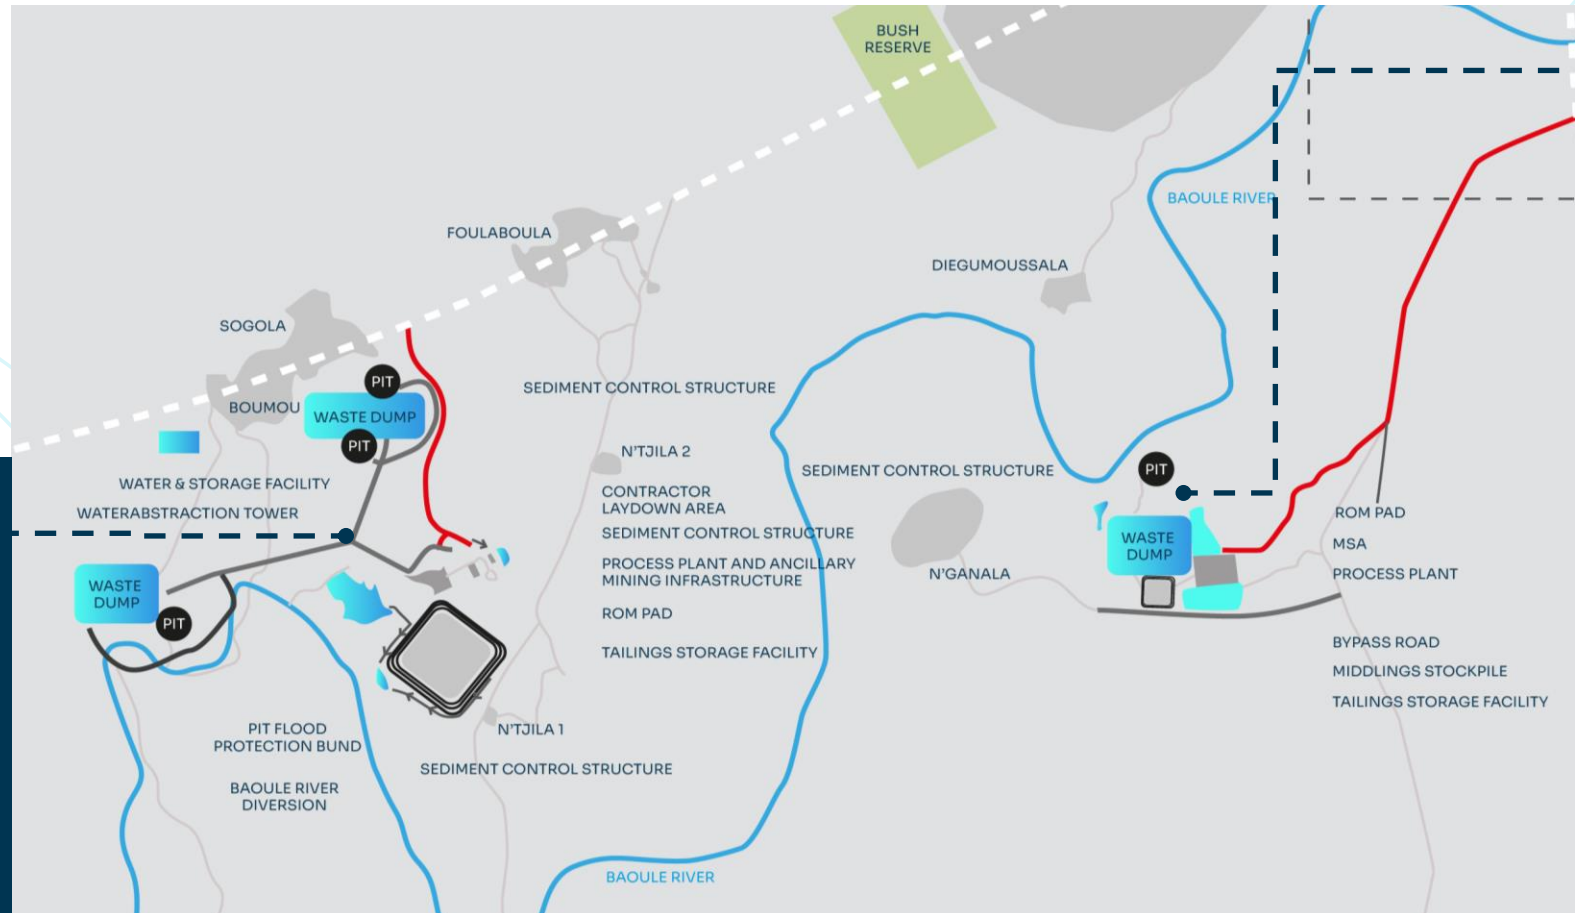 BUSH
RESERVE
BAOULE RIVER
FOULABOULA
DIEGUMOUSSALA
SOGOLA
PIT
SEDIMENT CONTROL STRUCTURE
BOUMOU
WASTE DUMP
PIT
N'TJILA 2
SEDIMENT CONTROL STRUCTURE
PIT
WATER & STORAGE FACILITY
CONTRACTOR
LAYDOWN AREA
WATERABSTRACTION TOWER
SEDIMENT CONTROL STRUCTURE
ROM PAD
WASTE
DUMP
MSA
PROCESS PLANT AND ANCILLARY
MINING INFRASTRUCTURE
N'GANALA
PROCESS PLANT
WASTE
DUMP
PIT
ROM PAD
TAILINGS STORAGE FACILITY
BYPASS ROAD
MIDDLINGS STOCKPILE
TAILINGS STORAGE FACILITY
PIT FLOOD
PROTECTION BUND
N'TJILA 1
SEDIMENT CONTROL STRUCTURE
BAOULE RIVER
DIVERSION
BAOULE RIVER